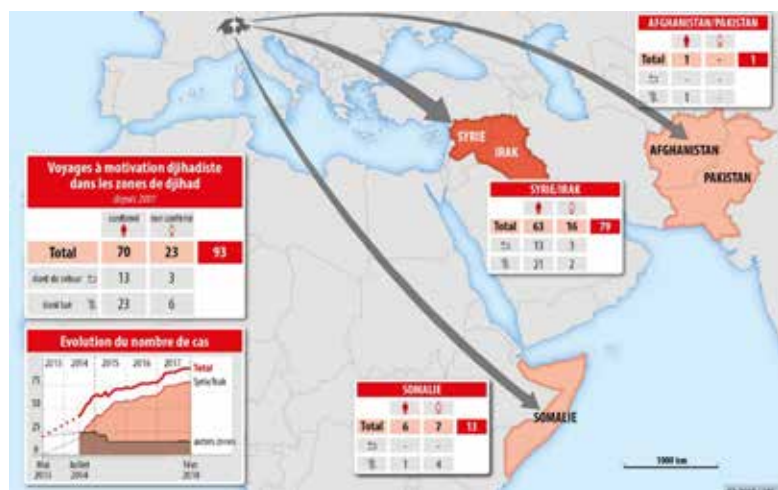 AFGHANISTAN/PAKISTAN
Total 1 - 1
- -
1 -
SYRIE
IRAK
AFGHANISTAN
PAKISTAN
Voyages à motivation djihadiste
dans les zones de djihad
depuis 2001
confirmé non confirmé
Total 70 23 93
dont de retour 13 3
dont tué 23 6
SYRIE/IRAK
Total 63 16 79
13 3
21 2
Evolution du nombre de cas
2013 2014 2015 2016 2017
Total
Syrie/Irak
75
50
25
0
autres zones
Mai
2013
Juillet
2014
févr.
2018
SOMALIE
Total 6 7 13
- -
1 4
SOMALIE
1000 km